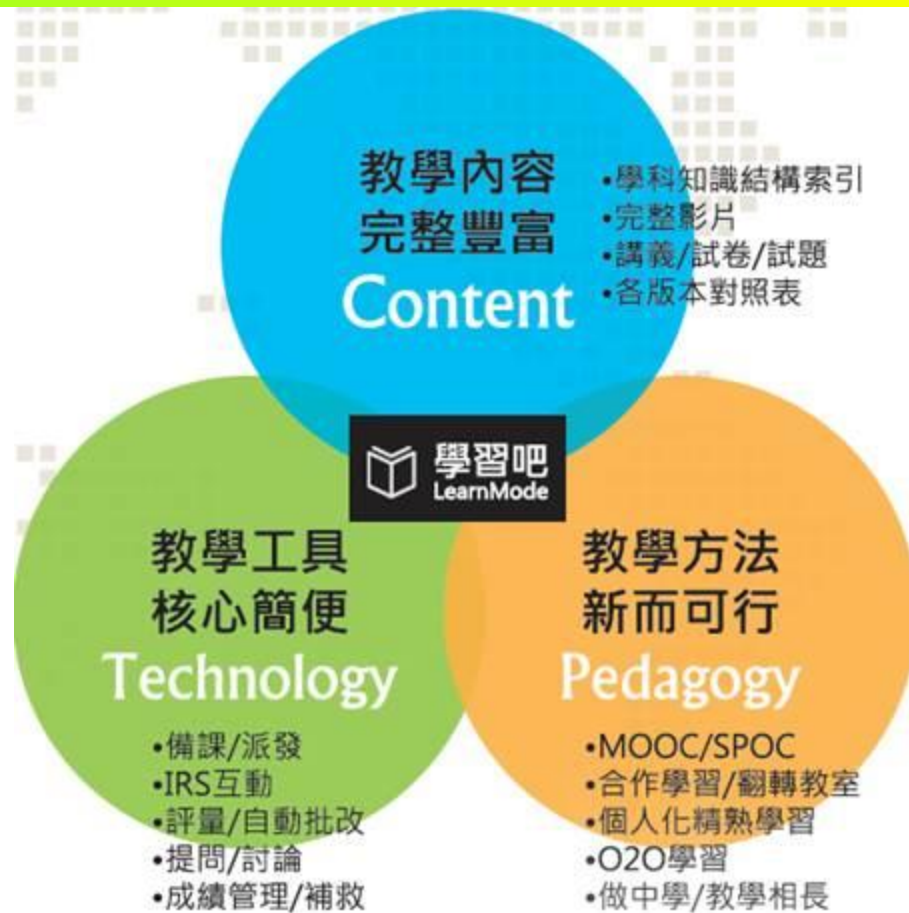 教學內容
完整豐富
Content
•學科知識結構索引
•完整影片
•講義/試卷/試題
•各版本對照表
學習吧
LearnMode
教學工具
核心簡便
Technology
•備課/派發
•IRS互動
•評量/自動批改
•提問/討論
•成績管理/補救
教學方法
新而可行
Pedagogy
•MOOC/SPOC
•合作學習/翻轉教室
•個人化精熟學習
•O2O學習
•做中學/教學相長